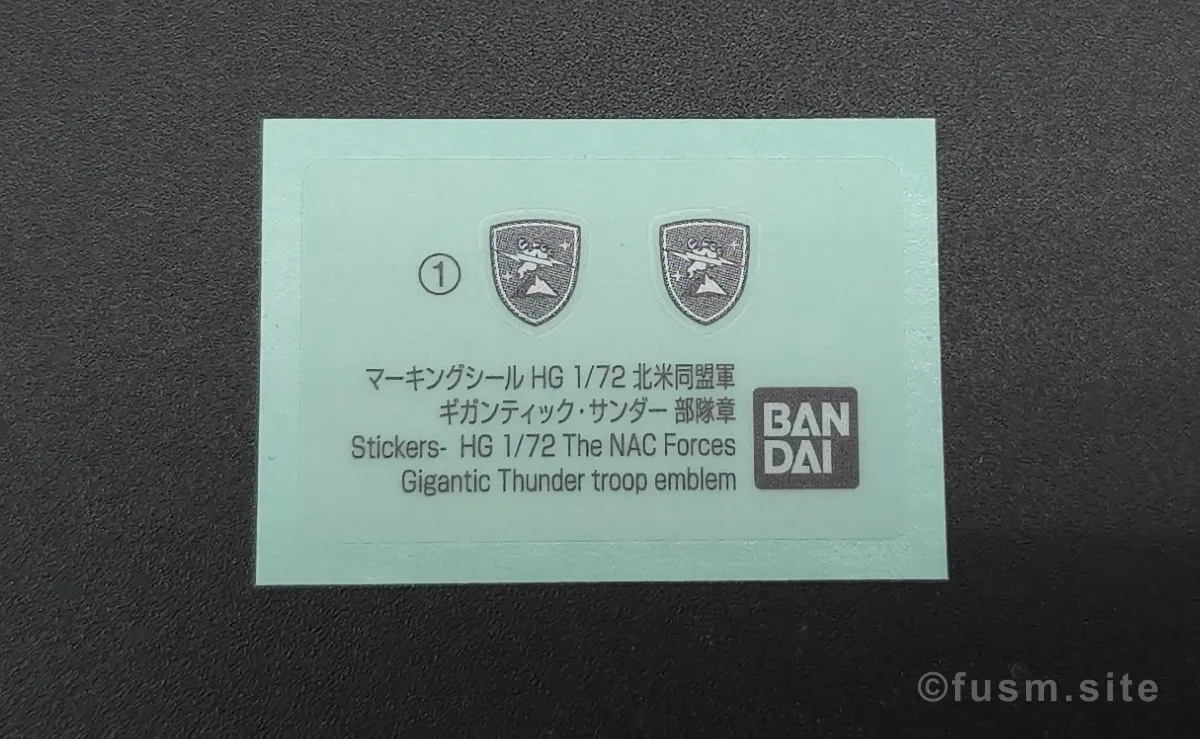 ①
マーキングシール HG 1/72 北米同盟軍
ギガンティック・サンダー 部隊章
Stickers- HG 1/72 The NAC Forces
Gigantic Thunder troop emblem
BAN
DAI
©fusm.site